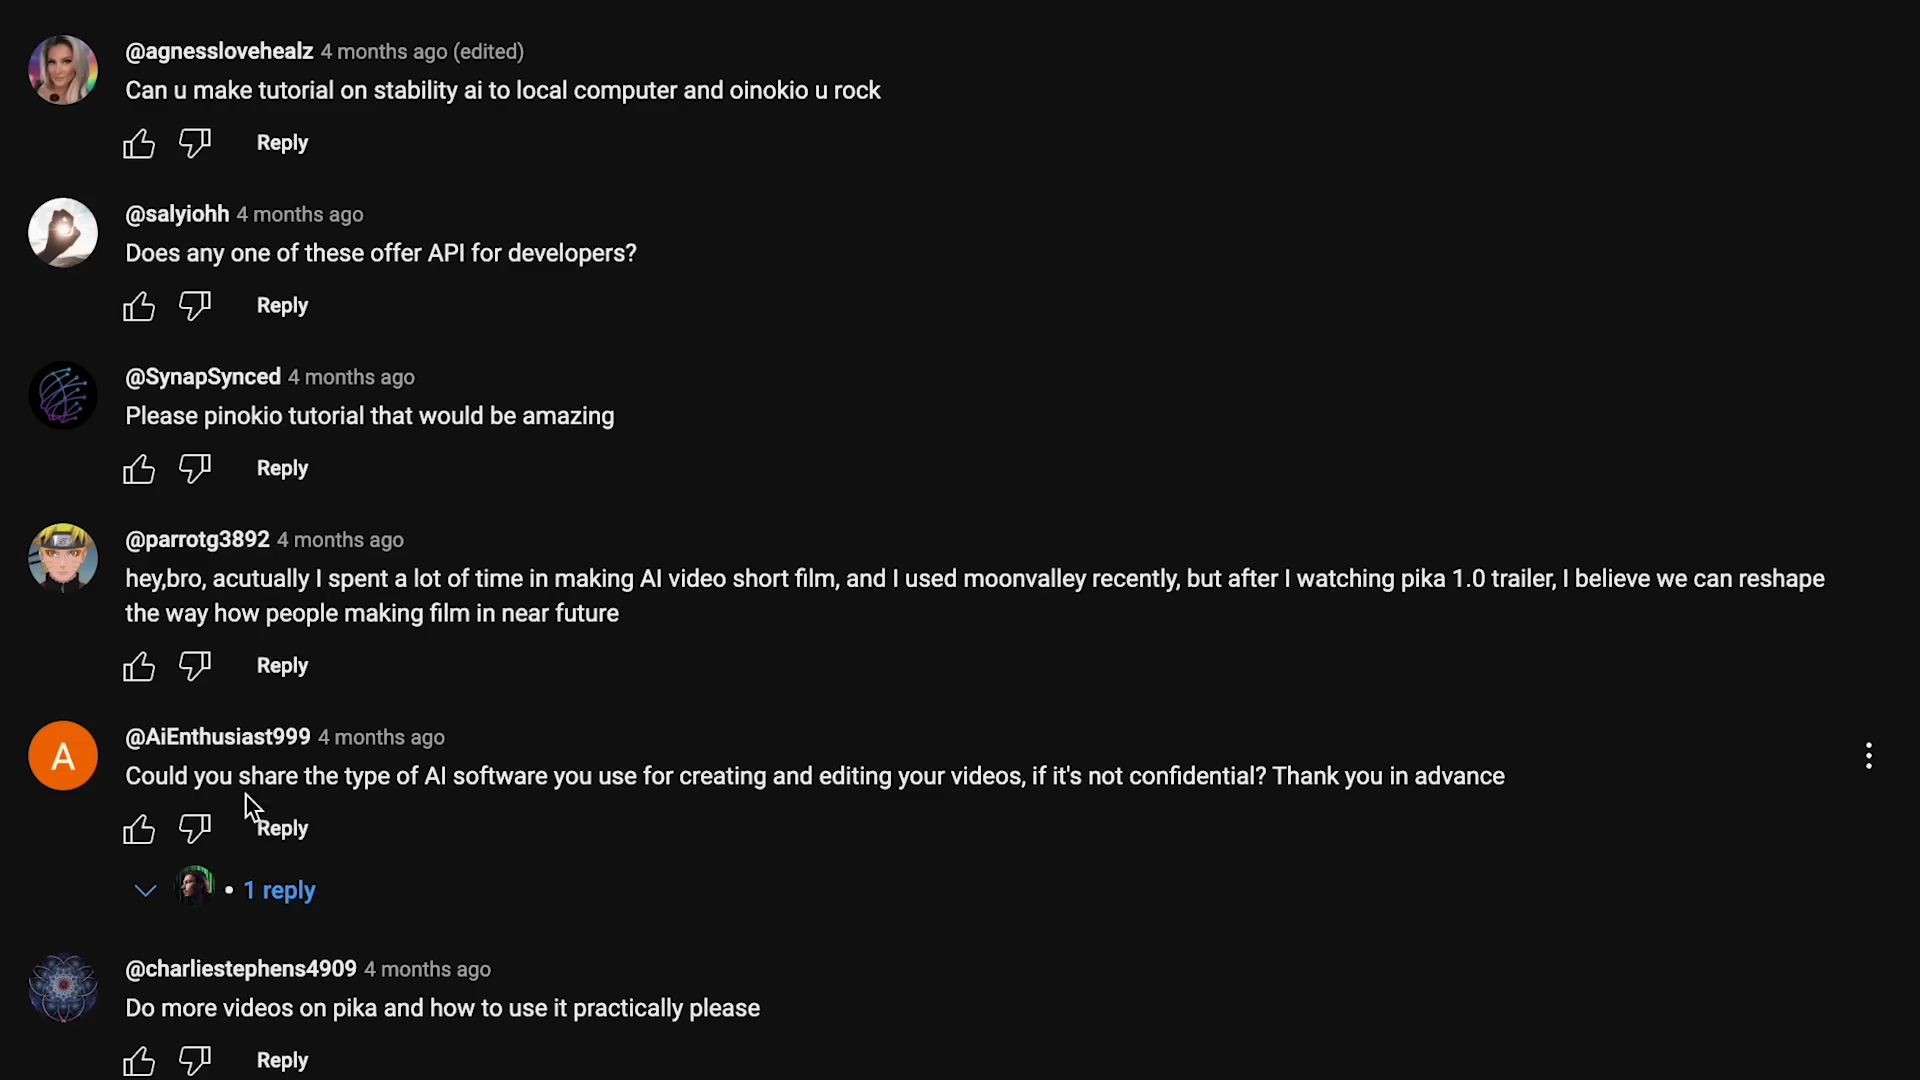 @agnesslovehealz 4 months ago (edited)
Can u make tutorial on stability ai to local computer and oinokio u rock
Reply
@salyiohh 4 months ago
Does any one of these offer API for developers?
Reply
@SynapSynced 4 months ago
Please pinokio tutorial that would be amazing
Reply
@parrotg3892 4 months ago
hey,bro, acutually I spent a lot of time in making AI video short film, and I used moonvalley recently, but after I watching pika 1.0 trailer, I believe we can reshape
the way how people making film in near future
Reply
A
@AiEnthusiast999 4 months ago
Could you share the type of AI software you use for creating and editing your videos, if it's not confidential? Thank you in advance
Reply
• 1 reply
@charliestephens4909 4 months ago
Do more videos on pika and how to use it practically please
Reply